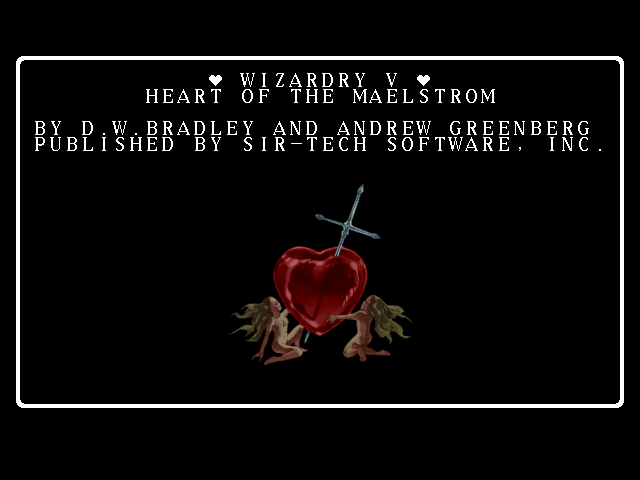 ♥ WIZARDRY V ♥
HEART OF THE MAELSTROM
BY D.W.BRADLEY AND ANDREW GREENBERG
PUBLISHED BY SIR-TECH SOFTWARE, INC.